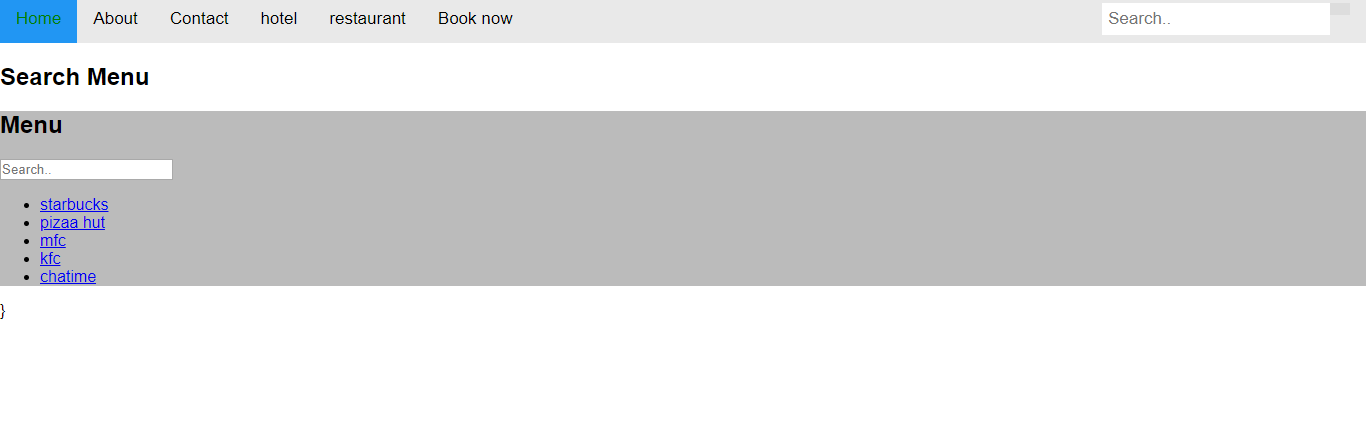 Home About Contact hotel restaurant Book now Search..
Search Menu
Menu
Search..
starbucks
pizaa hut
mfc
kfc
chatime
}